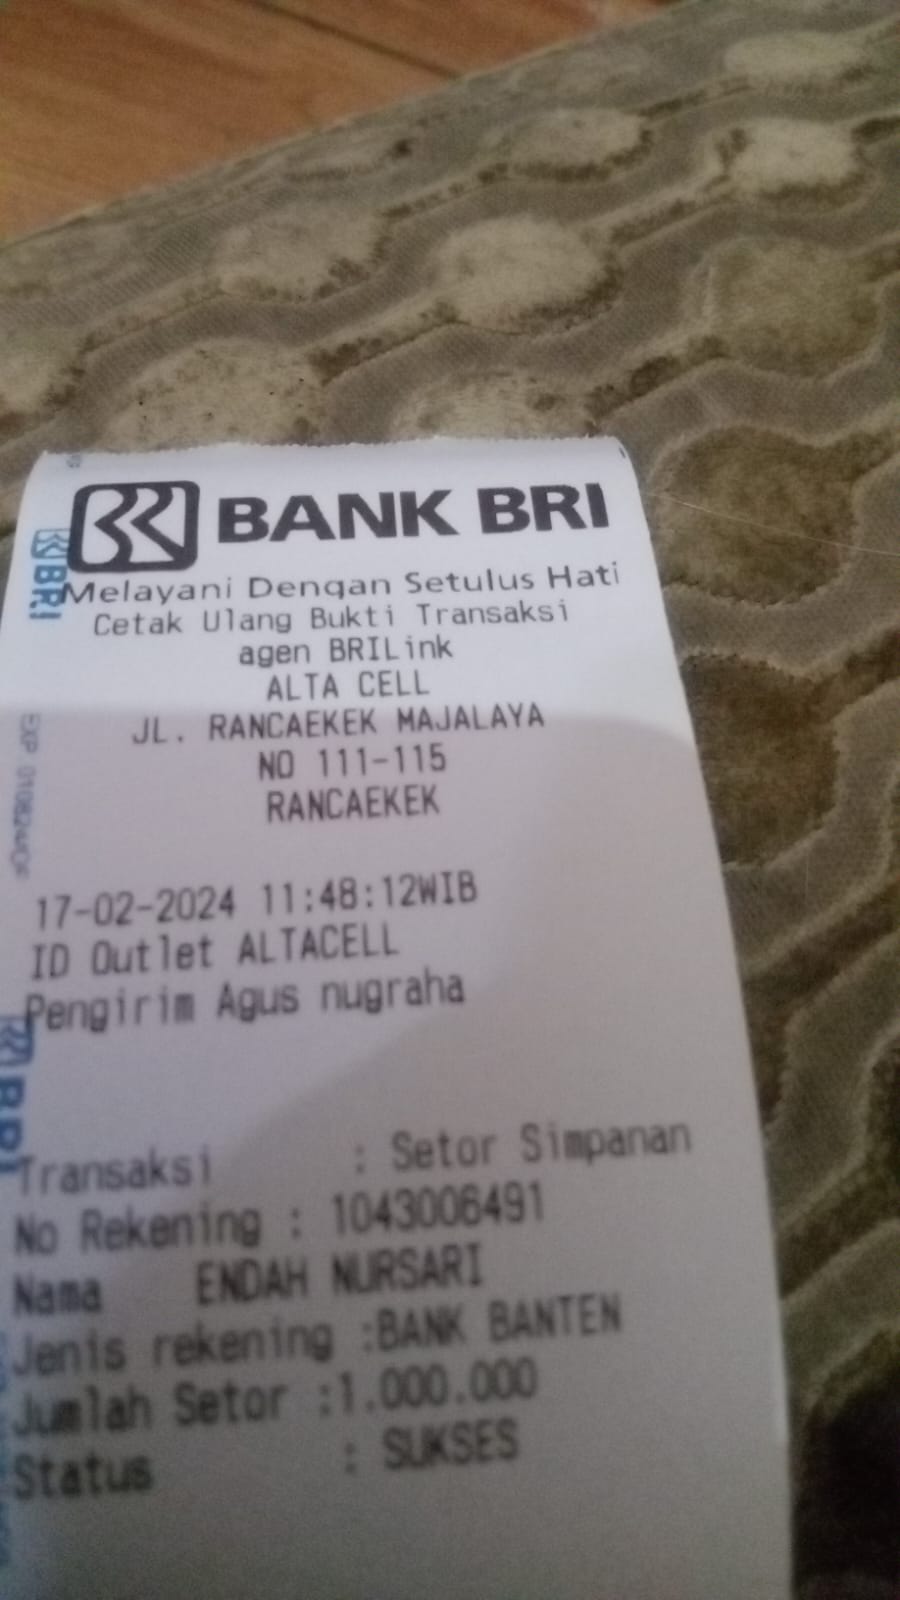 BANK BRI
Melayani Dengan Setulus Hati
Cetak Ulang Bukti Transaksi
agen BRILink
ALTA CELL
JL. RANCAEKEK MAJALAYA
NO 111-115
RANCAEKEK
17-02-2024 11:48:12WIB
ID Outlet ALTACELL
Pengirim Agus nugraha
Transaksi : Setor Simpanan
No Rekening : 1043006491
Nama ENDAH NURSARI
Jenis rekening :BANK BANTEN
Jumlah Setor :1.000.000
Status : SUKSES
BRI
BRI